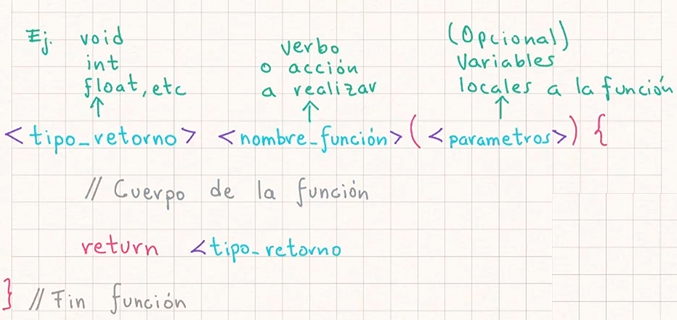 Ej. void
int
float, etc
verbo
o acción
a realizar
(Opcional)
Variables
locales a la función
<tipo_retorno> <nombre_función>(<parametros>) {
// Cuerpo de la función
return <tipo_retorno
} // Fin función